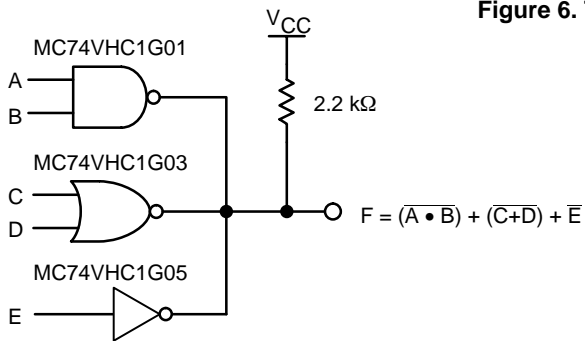 Figure 6.
VCC
MC74VHC1G01
A
B
2.2 kΩ
MC74VHC1G03
C
D
F = (A̅ ̅•̅ ̅B̅) + (C̅+̅D̅) + E̅
MC74VHC1G05
E